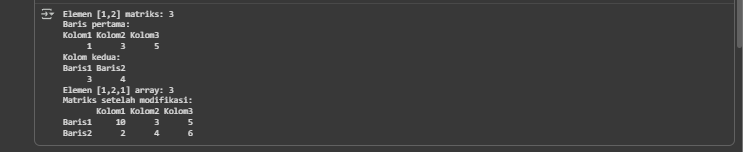 Elemen [1,2] matriks: 3
Baris pertama:
Kolom1 Kolom2 Kolom3
     1      3      5
Kolom kedua:
Baris1 Baris2
     3      4
Elemen [1,2,1] array: 3
Matriks setelah modifikasi:
       Kolom1 Kolom2 Kolom3
Baris1     10      3      5
Baris2      2      4      6